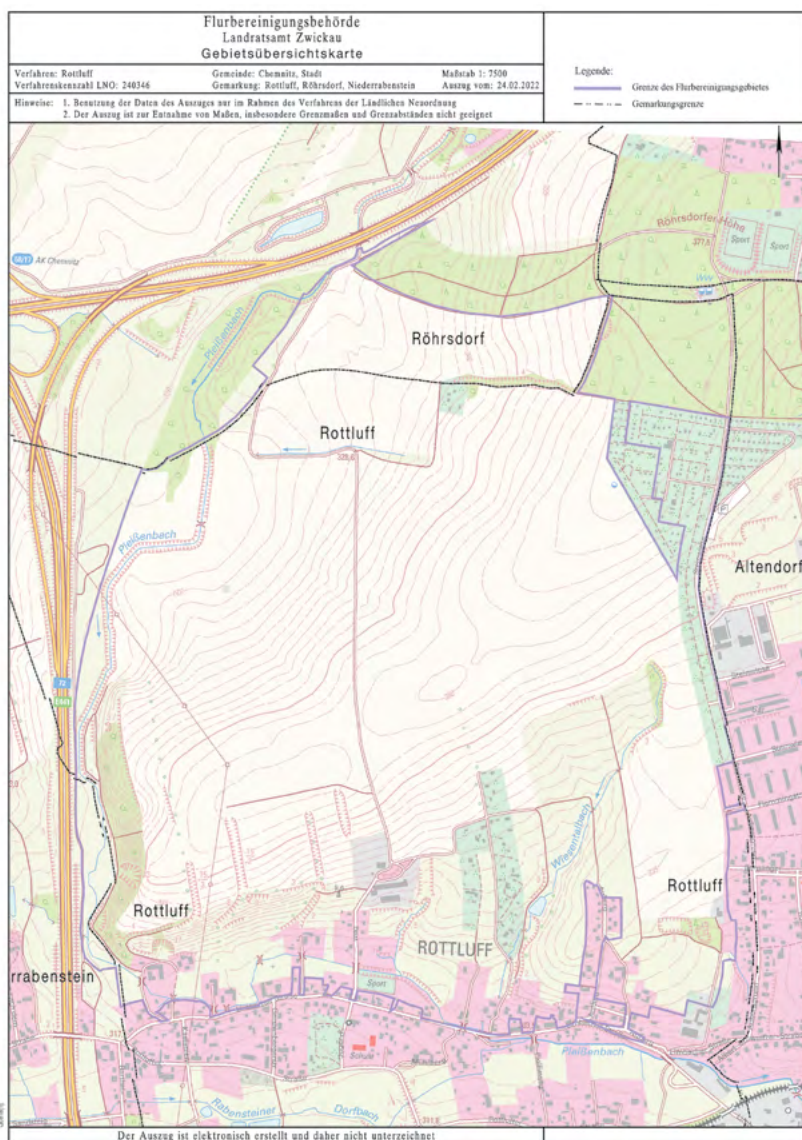 Flurbereinigungsbehörde
Landratsamt Zwickau
Gebietsübersichtskarte
Verfahren: Rottluff
Gemeinde: Chemnitz, Stadt
Maßstab 1: 7500
Verfahrenskennzahl LNO: 240346
Gemarkung: Rottluff, Röhrsdorf, Niederrabenstein
Auszug vom: 24.02.2022
Hinweise: 1. Benutzung der Daten des Auszuges nur im Rahmen des Verfahrens der Ländlichen Neuordnung
2. Der Auszug ist zur Entnahme von Maßen, insbesondere Grenzmaßen und Grenzabständen nicht geeignet
Legende:
Grenze des Flurbereinigungsgebietes
Gemarkungsgrenze
Röhrsdorfer Höhe
Sport
Sport
AK Chemnitz
Pleißenbach
Röhrsdorf
Rottluff
Pleißenbach
P
Altendorf
72
Wiesentalbach
Rottluff
Rottluff
ROTTLUFF
rrabenstein
Sport
Schule
Pleißenbach
Rabensteiner Dorfbach
Der Auszug ist elektronisch erstellt und daher nicht unterzeichnet